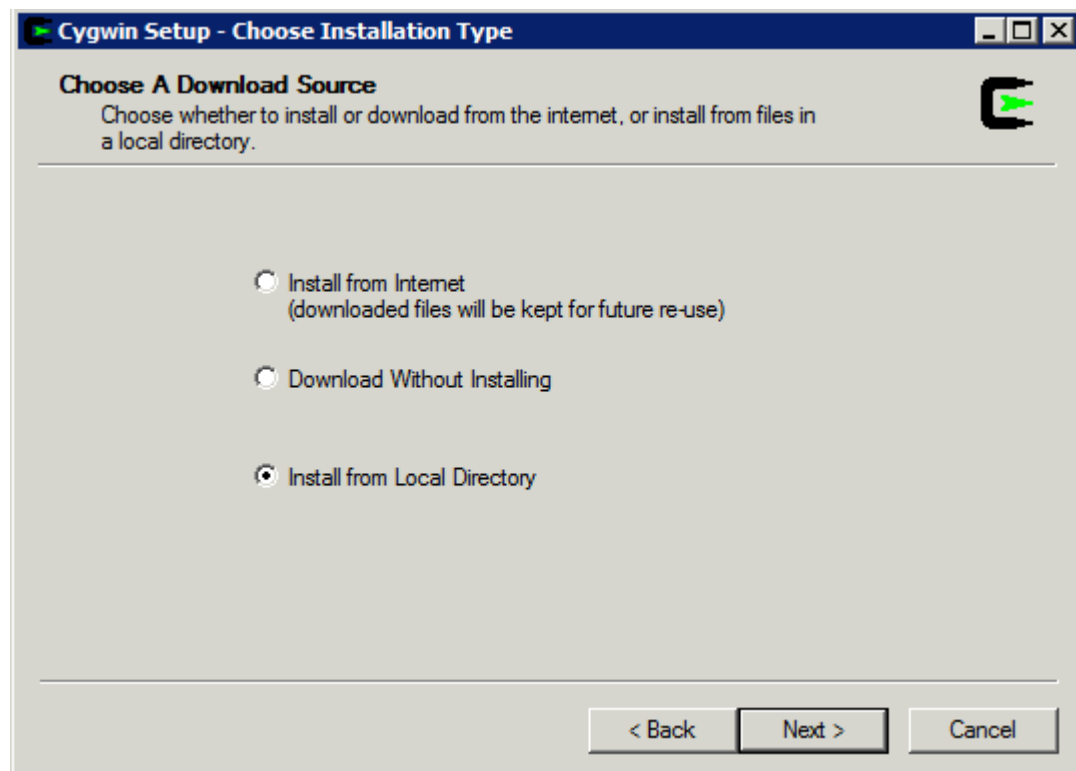 Cygwin Setup - Choose Installation Type
Choose A Download Source
Choose whether to install or download from the internet, or install from files in
a local directory.
Install from Internet
(downloaded files will be kept for future re-use)
Download Without Installing
Install from Local Directory
< Back
Next >
Cancel